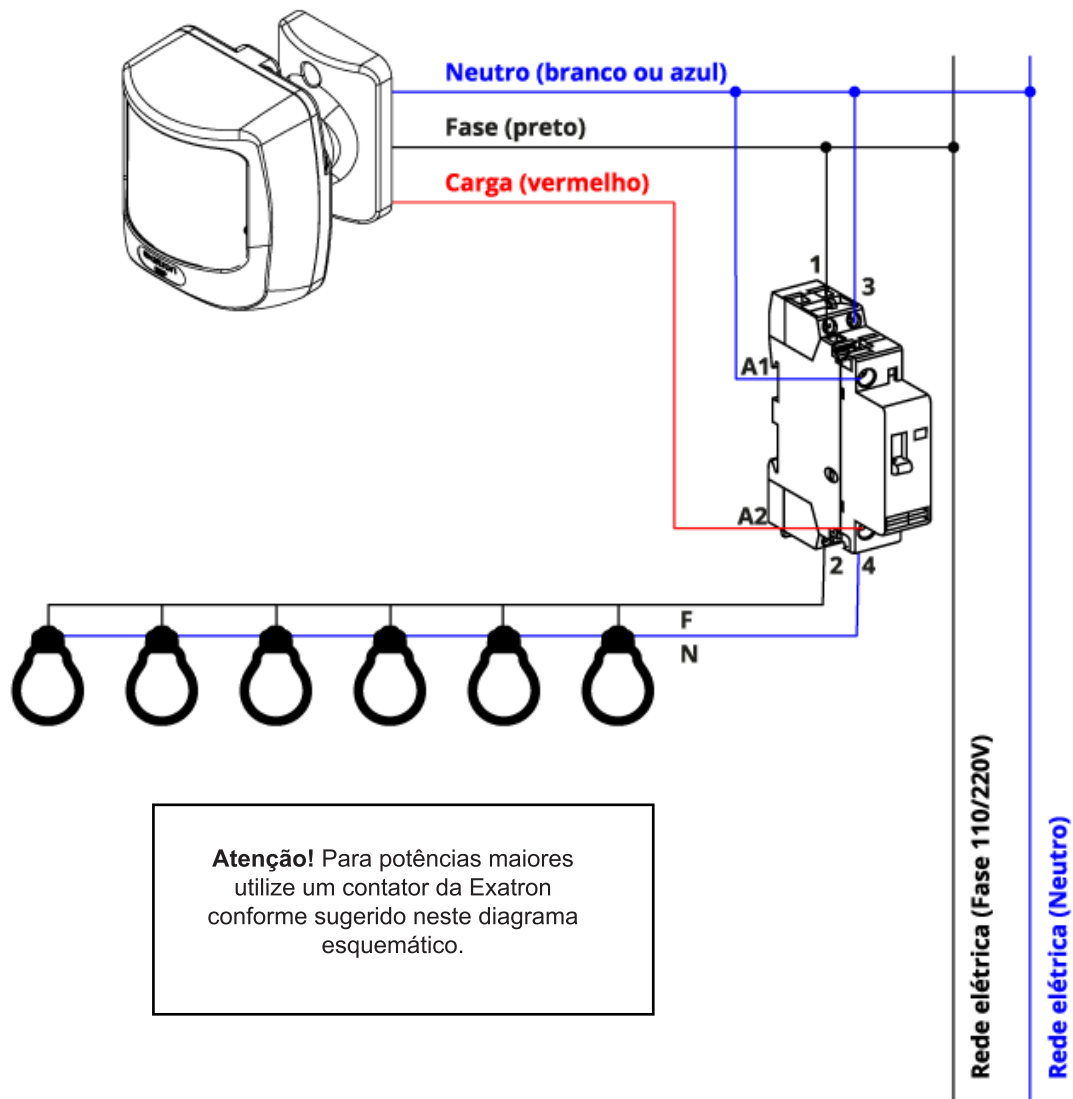 Neutro (branco ou azul)
Fase (preto)
Carga (vermelho)
1
3
A1
A2
2
4
F
N
Atenção! Para potências maiores
utilize um contator da Exatron
conforme sugerido neste diagrama
esquemático.
Rede elétrica (Fase 110/220V)
Rede elétrica (Neutro)